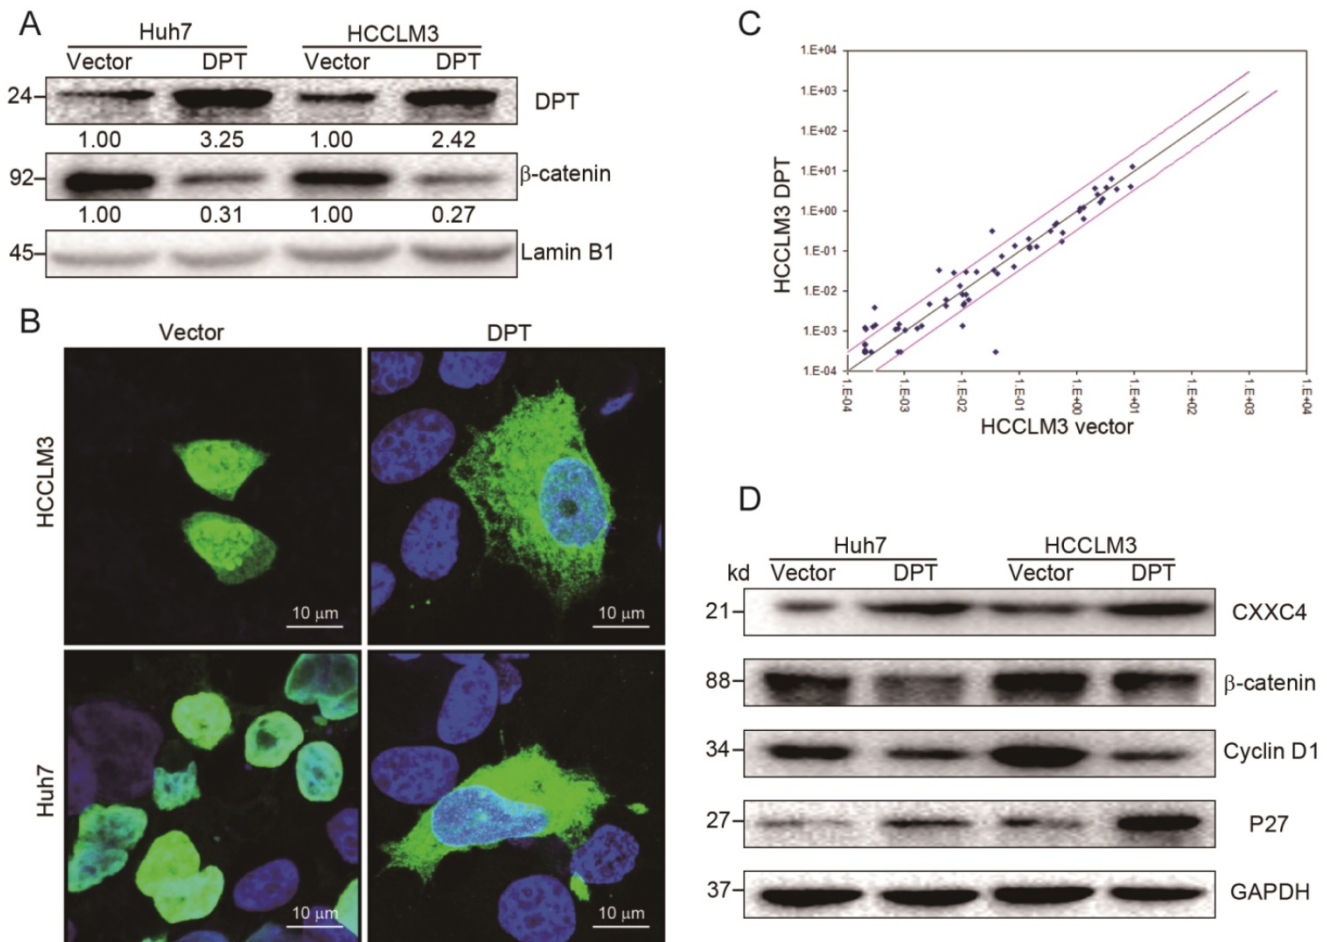 A
Huh7 HCCLM3
Vector DPT Vector DPT
24 DPT
1.00 3.25 1.00 2.42
92 β-catenin
1.00 0.31 1.00 0.27
45 Lamin B1
B
Vector DPT
HCCLM3
10 μm 10 μm
Huh7
10 μm 10 μm
C
HCCLM3 DPT
1.E+04
1.E+03
1.E+02
1.E+01
1.E+00
1.E-01
1.E-02
1.E-03
1.E-04
1.E-04 1.E-03 1.E-02 1.E-01 1.E+00 1.E+01 1.E+02 1.E+03 1.E+04
HCCLM3 vector
D
Huh7 HCCLM3
kd Vector DPT Vector DPT
21 CXXC4
88 β-catenin
34 Cyclin D1
27 P27
37 GAPDH